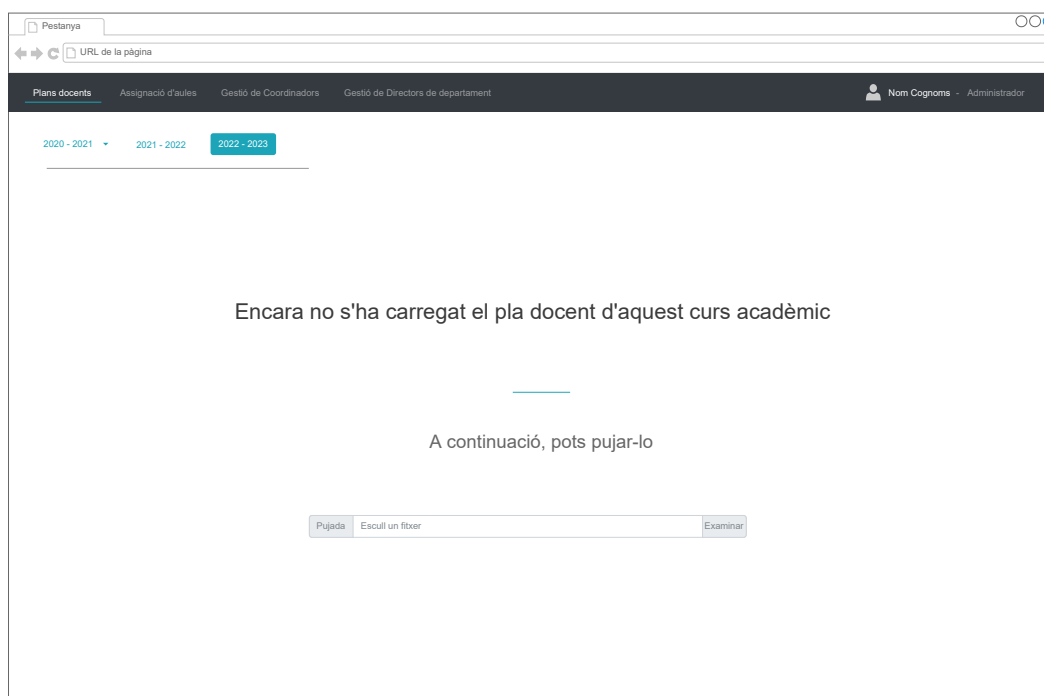 Pestanya
URL de la pàgina
Plans docents Assignació d'aules Gestió de Coordinadors Gestió de Directors de departament Nom Cognoms - Administrador
2020 - 2021 2021 - 2022 2022 - 2023
Encara no s'ha carregat el pla docent d'aquest curs acadèmic
A continuació, pots pujar-lo
Pujada Escull un fitxer Examinar